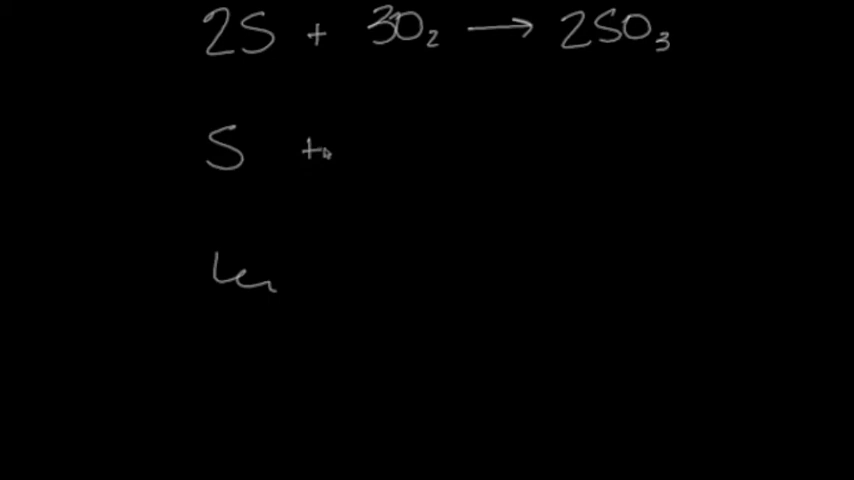 2S + 3O₂ → 2SO₃
S +